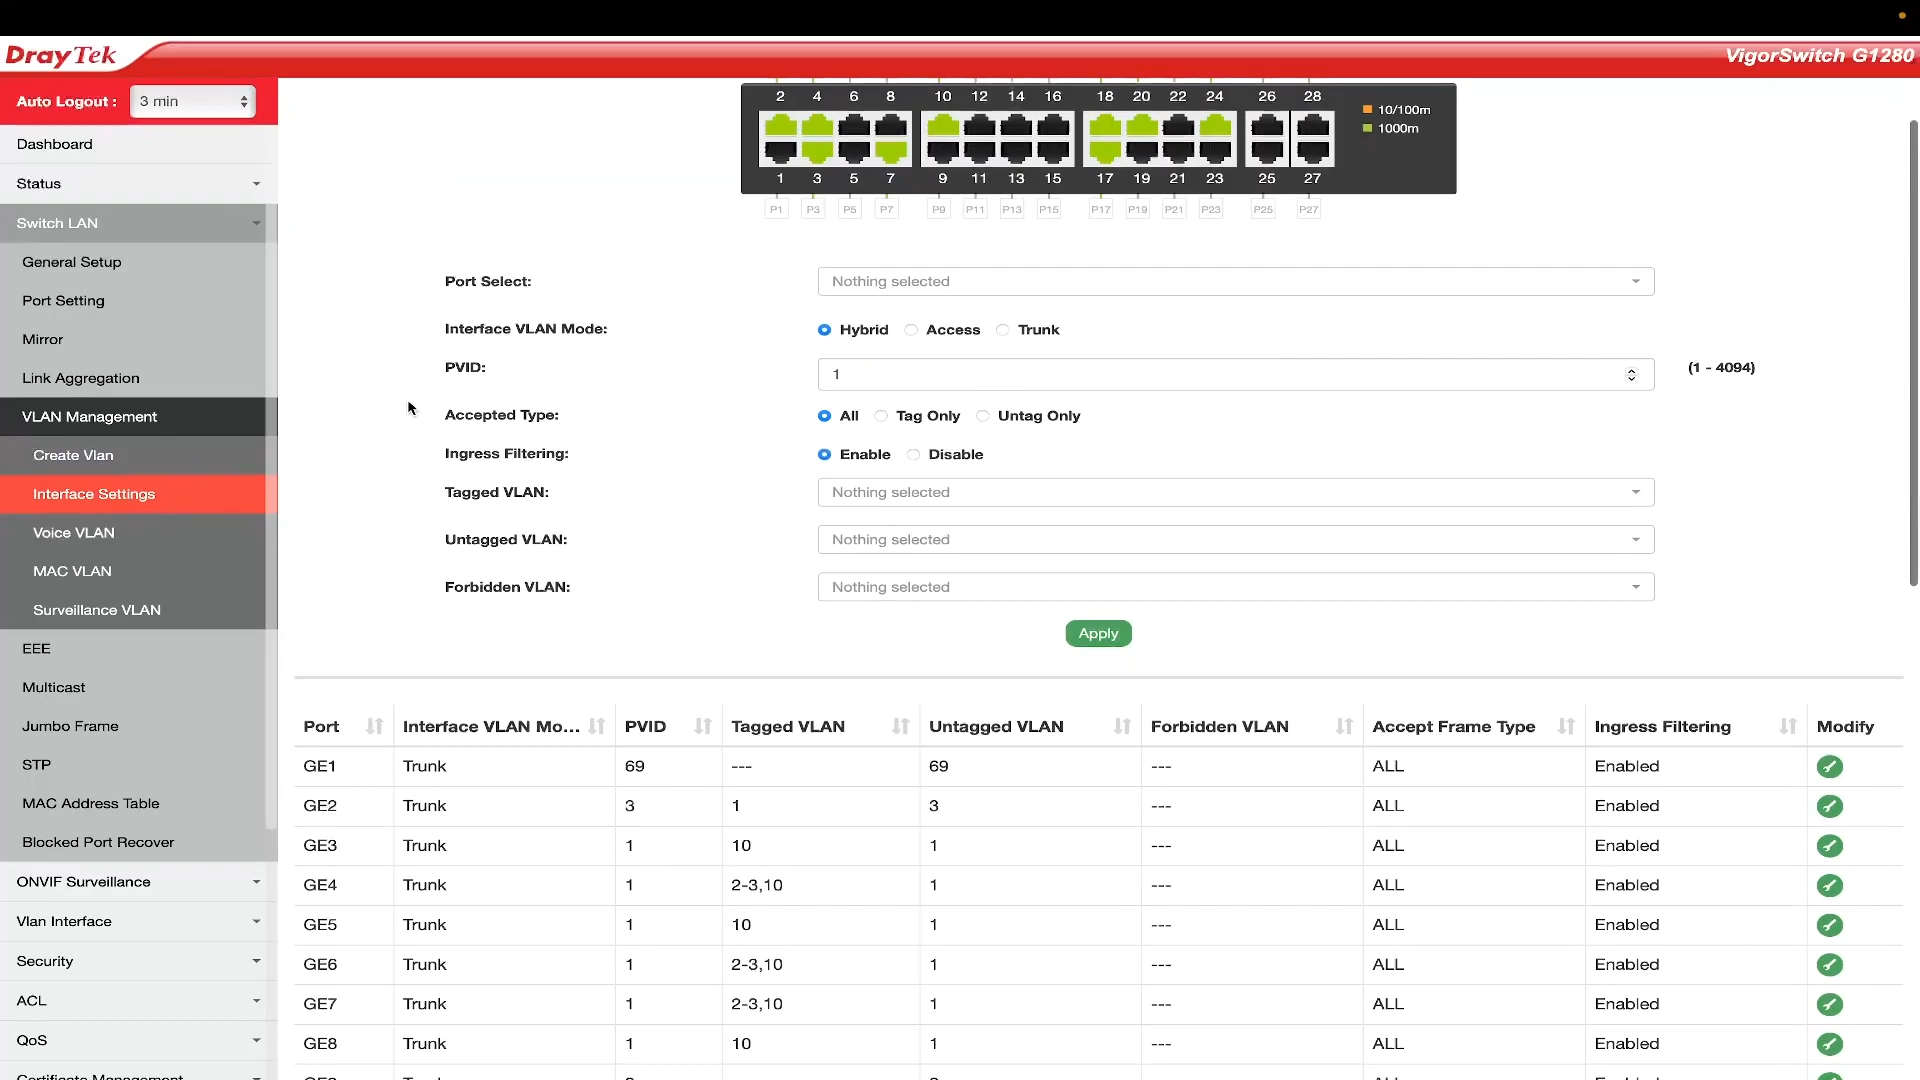 DrayTek
VigorSwitch G1280
Auto Logout : 3 min
Dashboard
Status
Switch LAN
General Setup
Port Setting
Mirror
Link Aggregation
VLAN Management
Create Vlan
Interface Settings
Voice VLAN
MAC VLAN
Surveillance VLAN
EEE
Multicast
Jumbo Frame
STP
MAC Address Table
Blocked Port Recover
ONVIF Surveillance
Vlan Interface
Security
ACL
QoS
Certificate Management
2 4 6 8 10 12 14 16 18 20 22 24 26 28
10/100m
1000m
1 3 5 7 9 11 13 15 17 19 21 23 25 27
P1 P3 P5 P7 P9 P11 P13 P15 P17 P19 P21 P23 P25 P27
Port Select: Nothing selected
Interface VLAN Mode: Hybrid Access Trunk
PVID: 1 (1 - 4094)
Accepted Type: All Tag Only Untag Only
Ingress Filtering: Enable Disable
Tagged VLAN: Nothing selected
Untagged VLAN: Nothing selected
Forbidden VLAN: Nothing selected
Apply
Port Interface VLAN Mo... PVID Tagged VLAN Untagged VLAN Forbidden VLAN Accept Frame Type Ingress Filtering Modify
GE1 Trunk 69 --- 69 --- ALL Enabled
GE2 Trunk 3 1 3 --- ALL Enabled
GE3 Trunk 1 10 1 --- ALL Enabled
GE4 Trunk 1 2-3,10 1 --- ALL Enabled
GE5 Trunk 1 10 1 --- ALL Enabled
GE6 Trunk 1 2-3,10 1 --- ALL Enabled
GE7 Trunk 1 2-3,10 1 --- ALL Enabled
GE8 Trunk 1 10 1 --- ALL Enabled